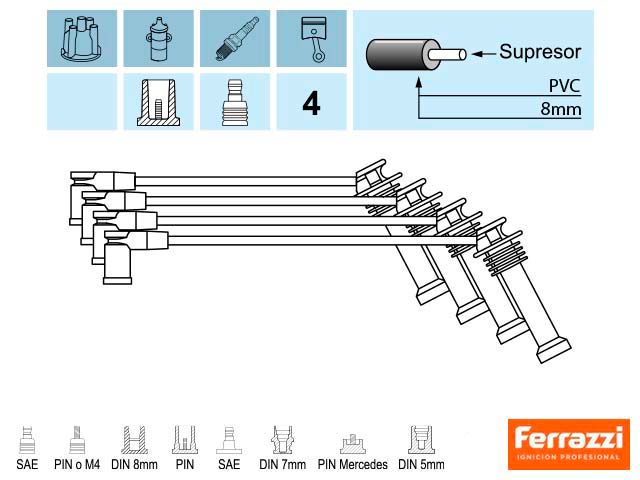 Supresor
PVC
8mm
4
SAE PIN o M4 DIN 8mm PIN SAE DIN 7mm PIN Mercedes DIN 5mm
Ferrazzi
IGNICION PROFESIONAL